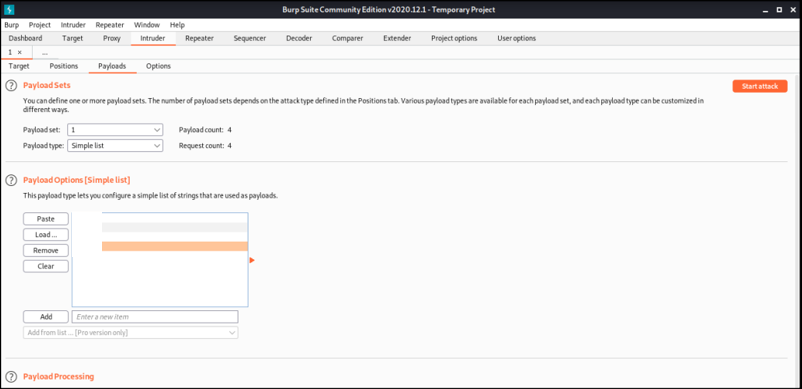 Burp Suite Community Edition v2020.12.1 - Temporary Project
Burp Project Intruder Repeater Window Help
Dashboard Target Proxy Intruder Repeater Sequencer Decoder Comparer Extender Project options User options
1 × ...
Target Positions Payloads Options
? Payload Sets
Start attack
You can define one or more payload sets. The number of payload sets depends on the attack type defined in the Positions tab. Various payload types are available for each payload set, and each payload type can be customized in
different ways.
Payload set: 1 Payload count: 4
Payload type: Simple list Request count: 4
? Payload Options [Simple list]
This payload type lets you configure a simple list of strings that are used as payloads.
Paste
Load ...
Remove
Clear
Add Enter a new item
Add from list ... [Pro version only]
? Payload Processing